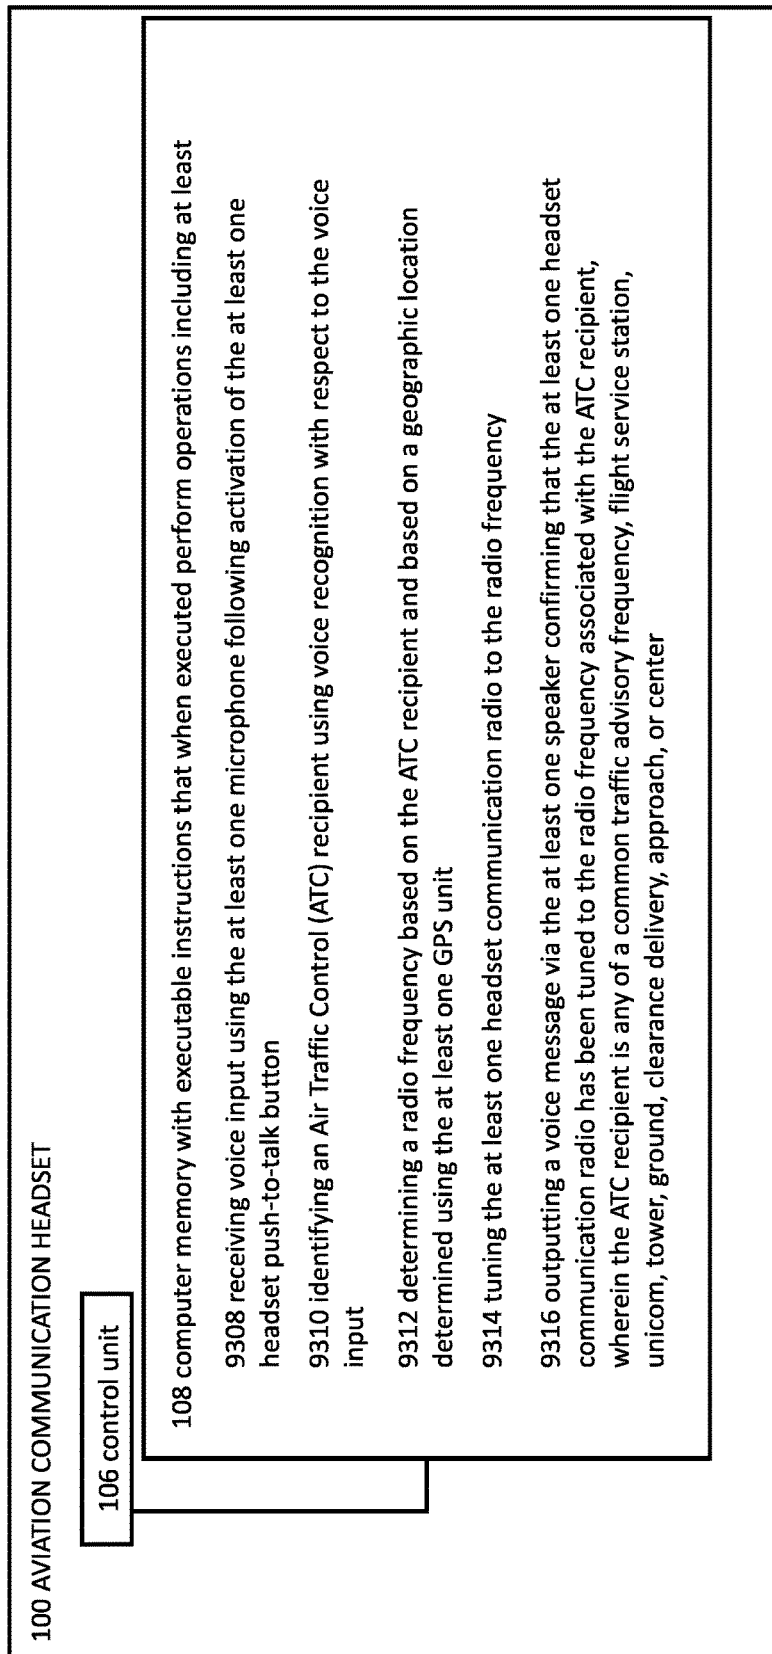 100 AVIATION COMMUNICATION HEADSET
106 control unit
108 computer memory with executable instructions that when executed perform operations including at least
9308 receiving voice input using the at least one microphone following activation of the at least one
headset push-to-talk button
9310 identifying an Air Traffic Control (ATC) recipient using voice recognition with respect to the voice
input
9312 determining a radio frequency based on the ATC recipient and based on a geographic location
determined using the at least one GPS unit
9314 tuning the at least one headset communication radio to the radio frequency
9316 outputting a voice message via the at least one speaker confirming that the at least one headset
communication radio has been tuned to the radio frequency associated with the ATC recipient,
wherein the ATC recipient is any of a common traffic advisory frequency, flight service station,
unicom, tower, ground, clearance delivery, approach, or center